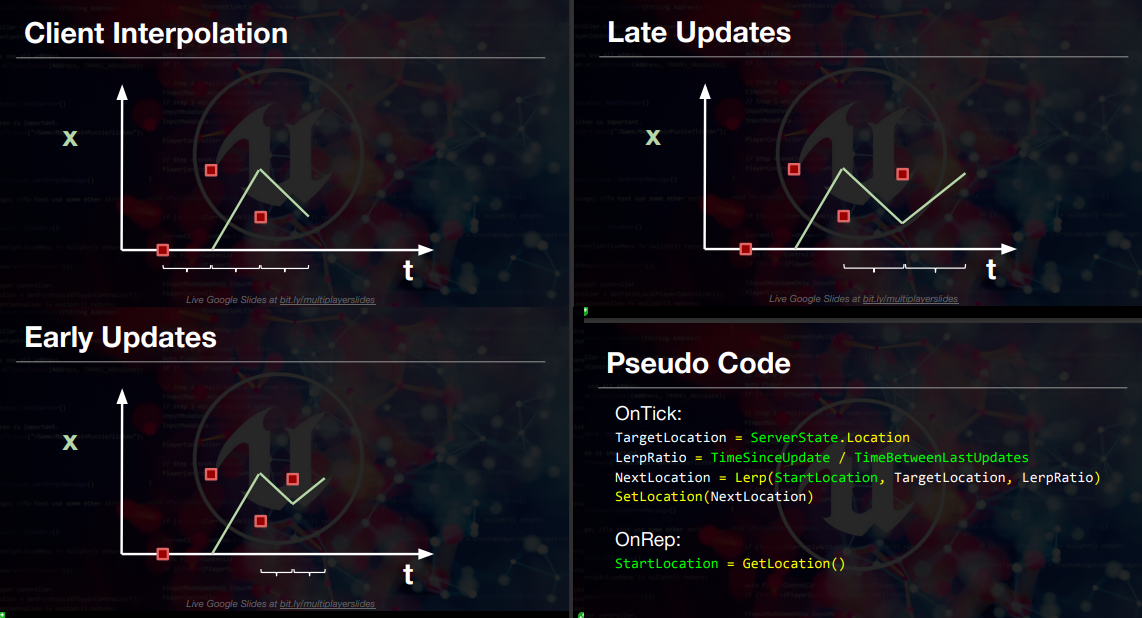 Client Interpolation
x
t
Live Google Slides at bit.ly/multiplayerslides
Late Updates
x
t
Live Google Slides at bit.ly/multiplayerslides
Early Updates
x
t
Live Google Slides at bit.ly/multiplayerslides
Pseudo Code
OnTick:
TargetLocation = ServerState.Location
LerpRatio = TimeSinceUpdate / TimeBetweenLastUpdates
NextLocation = Lerp(StartLocation, TargetLocation, LerpRatio)
SetLocation(NextLocation)
OnRep:
StartLocation = GetLocation()